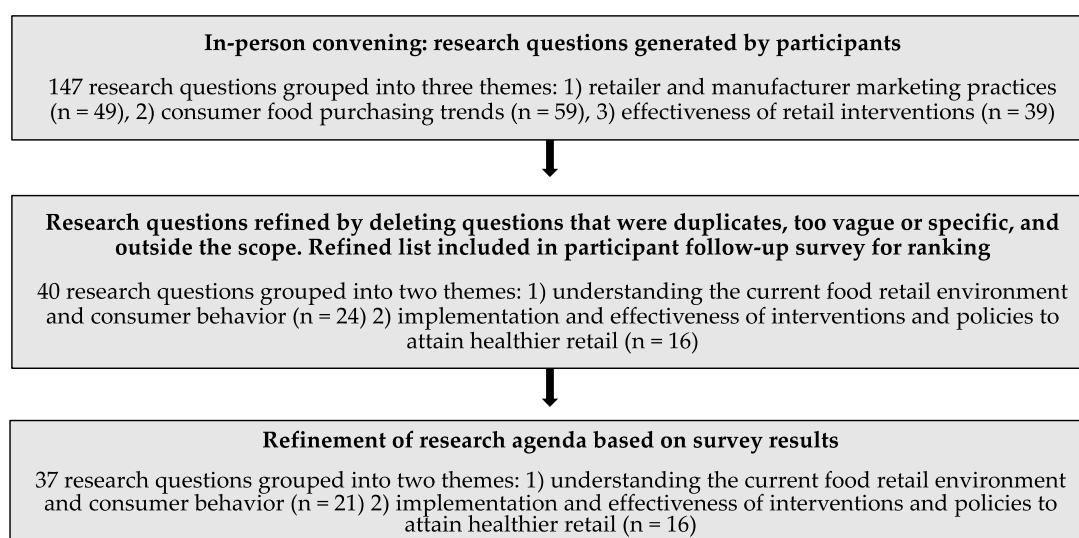 In-person convening: research questions generated by participants
147 research questions grouped into three themes: 1) retailer and manufacturer marketing practices
(n = 49), 2) consumer food purchasing trends (n = 59), 3) effectiveness of retail interventions (n = 39)
Research questions refined by deleting questions that were duplicates, too vague or specific, and
outside the scope. Refined list included in participant follow-up survey for ranking
40 research questions grouped into two themes: 1) understanding the current food retail environment
and consumer behavior (n = 24) 2) implementation and effectiveness of interventions and policies to
attain healthier retail (n = 16)
Refinement of research agenda based on survey results
37 research questions grouped into two themes: 1) understanding the current food retail environment
and consumer behavior (n = 21) 2) implementation and effectiveness of interventions and policies to
attain healthier retail (n = 16)